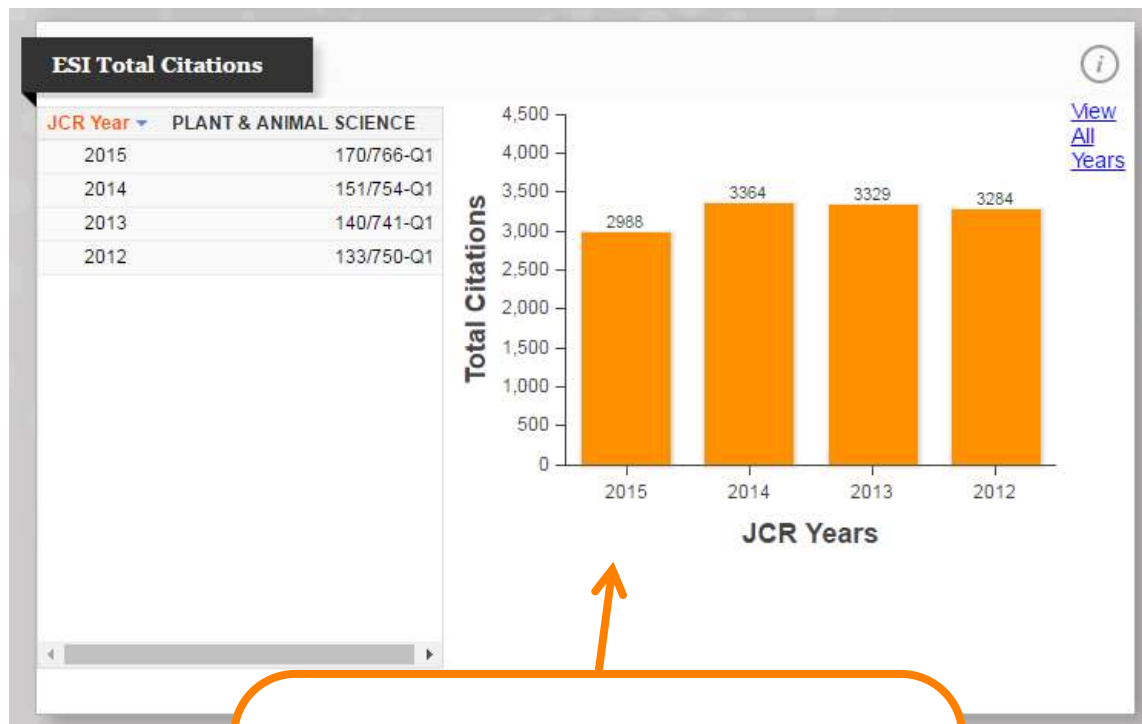 ESI Total Citations
i
View
All
Years
JCR Year PLANT & ANIMAL SCIENCE
2015 170/766-Q1
2014 151/754-Q1
2013 140/741-Q1
2012 133/750-Q1
Total Citations
4,500
4,000
3,500
3,000
2,500
2,000
1,500
1,000
500
0
2988 3364 3329 3284
2015 2014 2013 2012
JCR Years